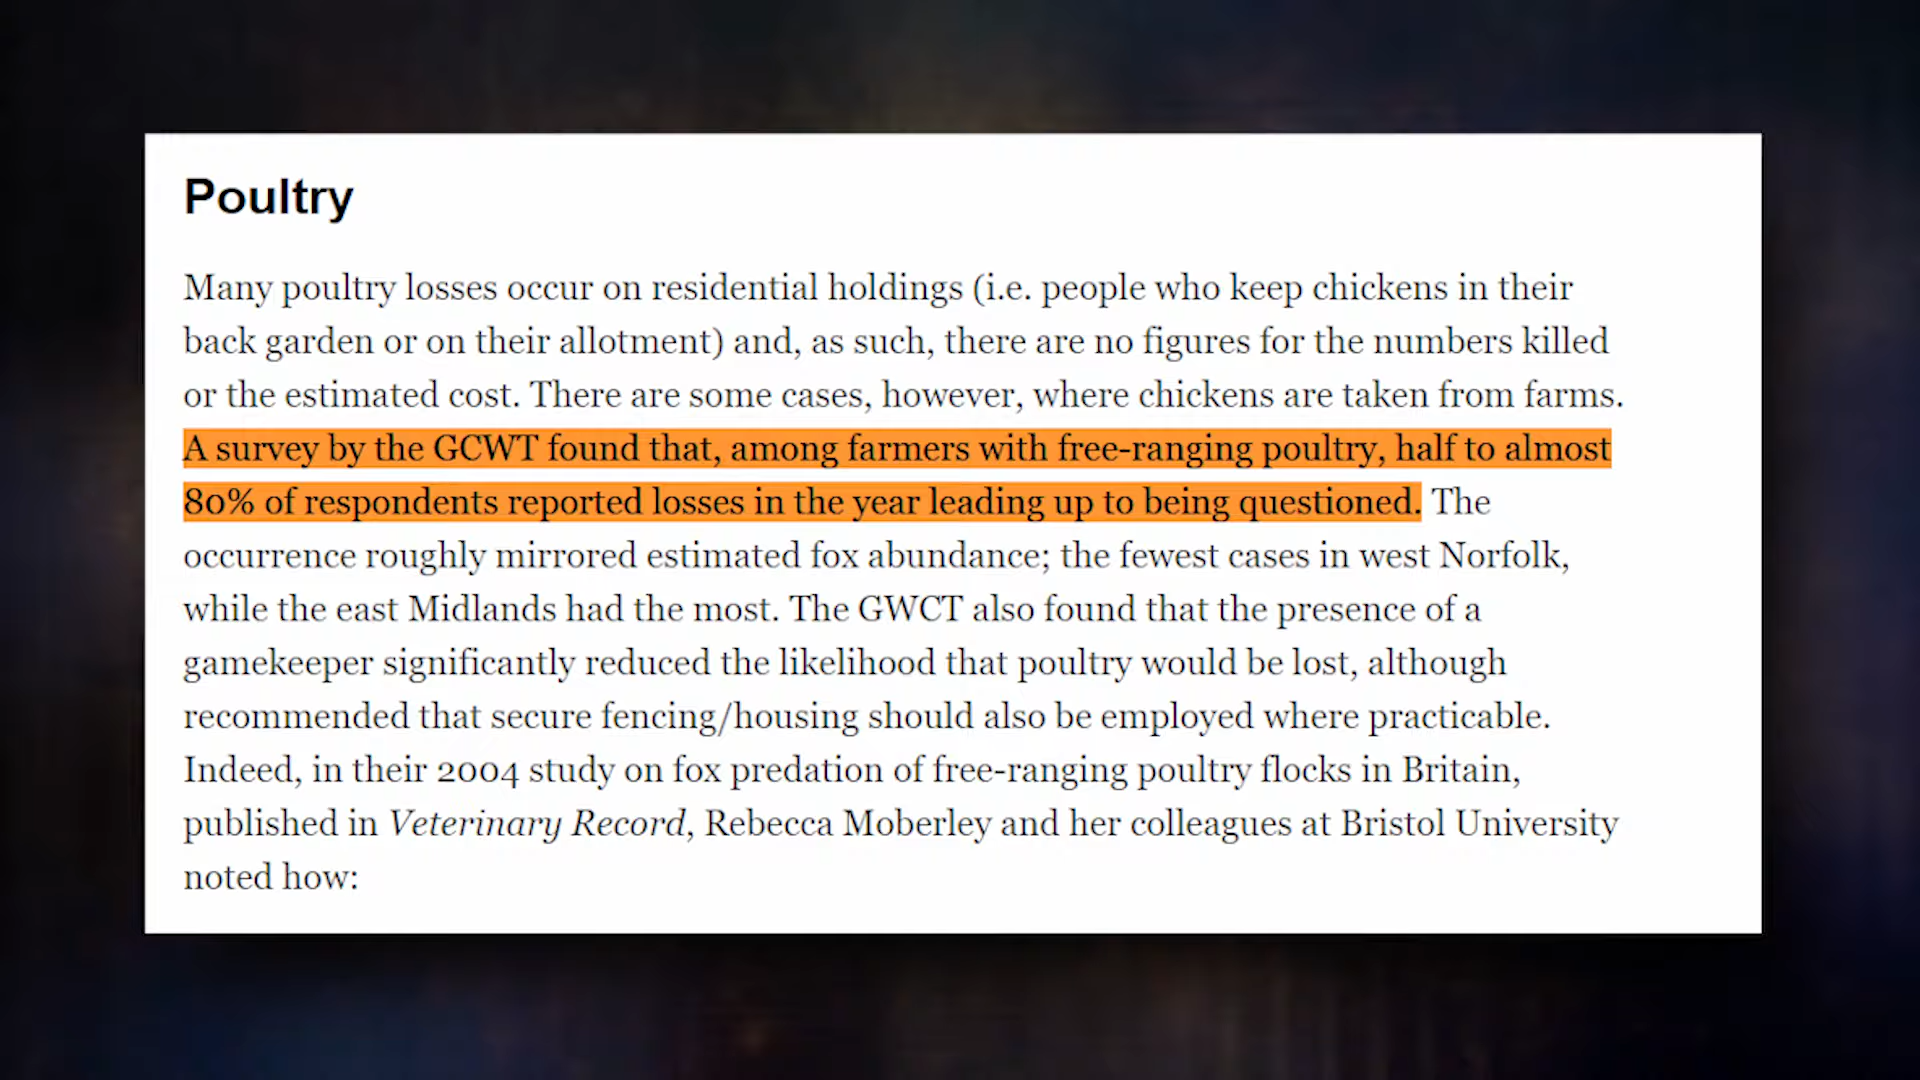 Poultry
Many poultry losses occur on residential holdings (i.e. people who keep chickens in their
back garden or on their allotment) and, as such, there are no figures for the numbers killed
or the estimated cost. There are some cases, however, where chickens are taken from farms.
A survey by the GCWT found that, among farmers with free-ranging poultry, half to almost
80% of respondents reported losses in the year leading up to being questioned. The
occurrence roughly mirrored estimated fox abundance; the fewest cases in west Norfolk,
while the east Midlands had the most. The GWCT also found that the presence of a
gamekeeper significantly reduced the likelihood that poultry would be lost, although
recommended that secure fencing/housing should also be employed where practicable.
Indeed, in their 2004 study on fox predation of free-ranging poultry flocks in Britain,
published in Veterinary Record, Rebecca Moberley and her colleagues at Bristol University
noted how: